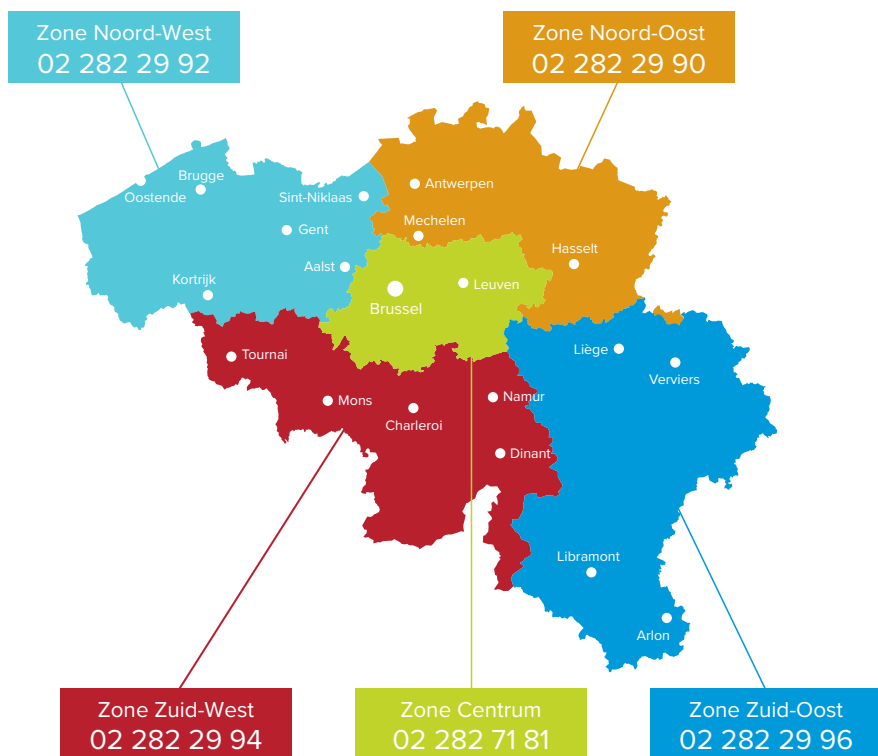 Zone Noord-West
02 282 29 92
Zone Noord-Oost
02 282 29 90
Brugge
Oostende
Sint-Niklaas
Antwerpen
Gent
Mechelen
Aalst
Hasselt
Kortrijk
Leuven
Brussel
Tournai
Liège
Verviers
Mons
Namur
Charleroi
Dinant
Libramont
Arlon
Zone Zuid-West
02 282 29 94
Zone Centrum
02 282 71 81
Zone Zuid-Oost
02 282 29 96